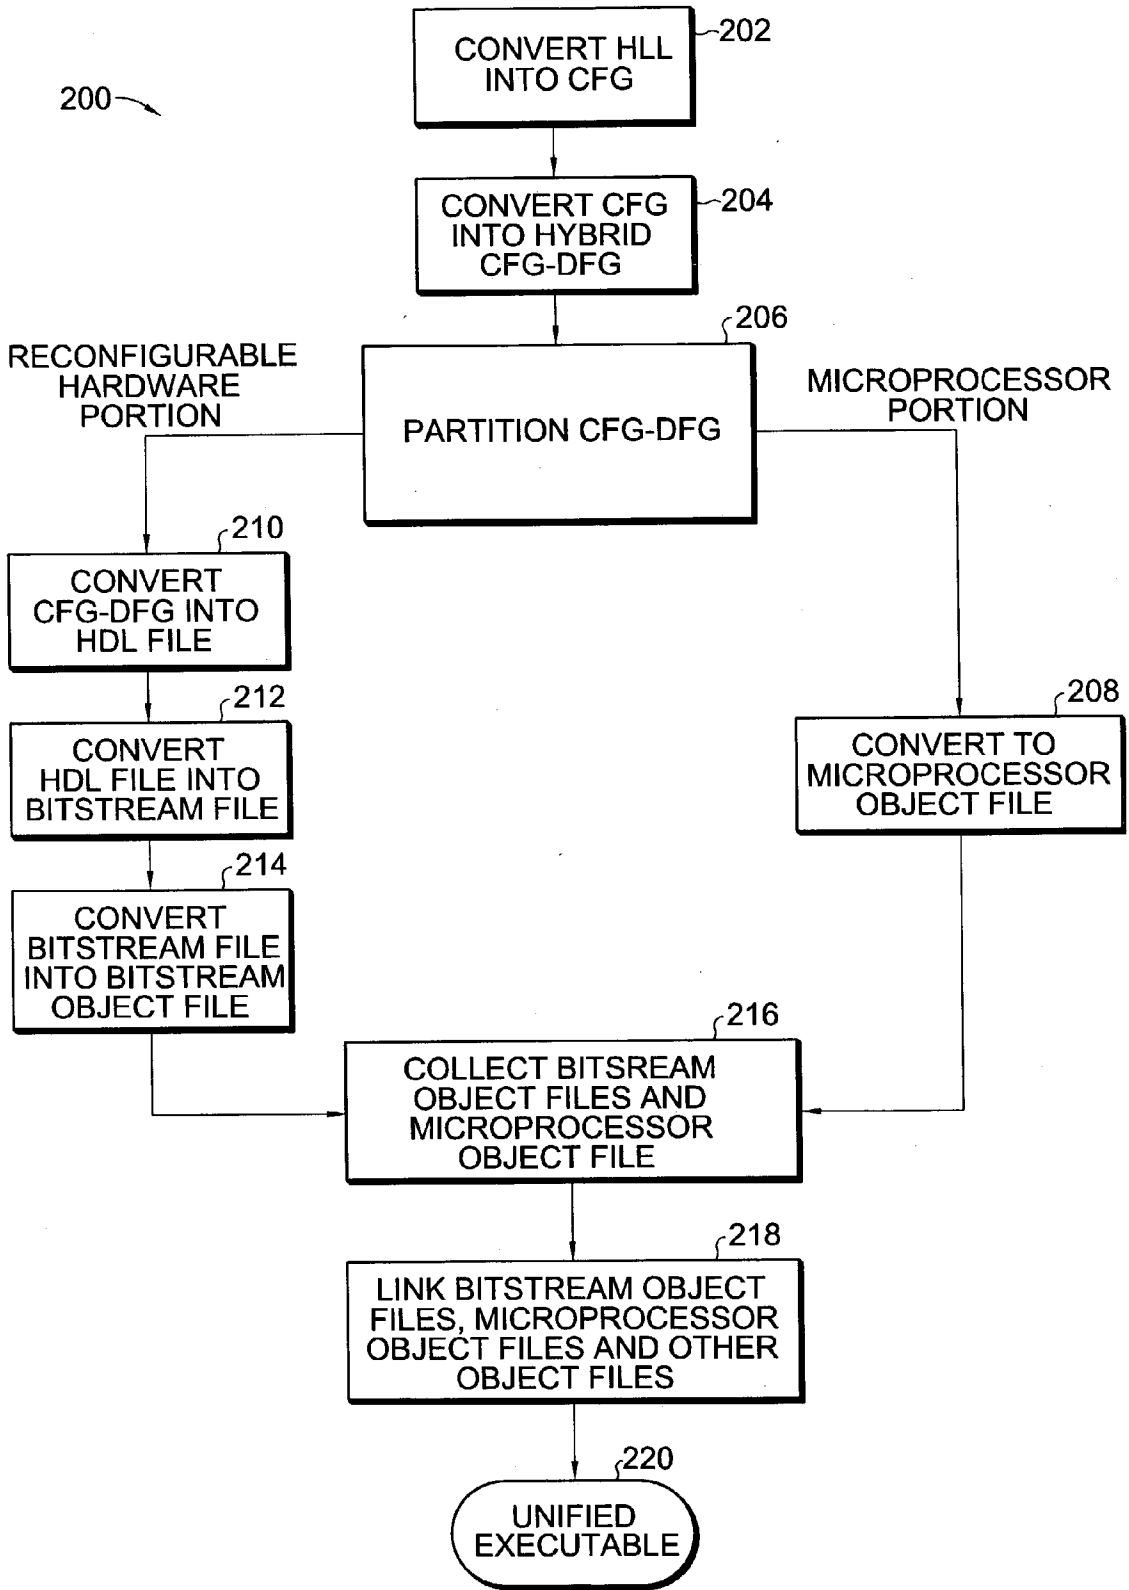 202
CONVERT HLL
INTO CFG
200
204
CONVERT CFG
INTO HYBRID
CFG-DFG
206
RECONFIGURABLE
HARDWARE
PORTION
PARTITION CFG-DFG
MICROPROCESSOR
PORTION
210
CONVERT
CFG-DFG INTO
HDL FILE
212
CONVERT
HDL FILE INTO
BITSTREAM FILE
208
CONVERT TO
MICROPROCESSOR
OBJECT FILE
214
CONVERT
BITSTREAM FILE
INTO BITSTREAM
OBJECT FILE
216
COLLECT BITSREAM
OBJECT FILES AND
MICROPROCESSOR
OBJECT FILE
218
LINK BITSTREAM OBJECT
FILES, MICROPROCESSOR
OBJECT FILES AND OTHER
OBJECT FILES
220
UNIFIED
EXECUTABLE